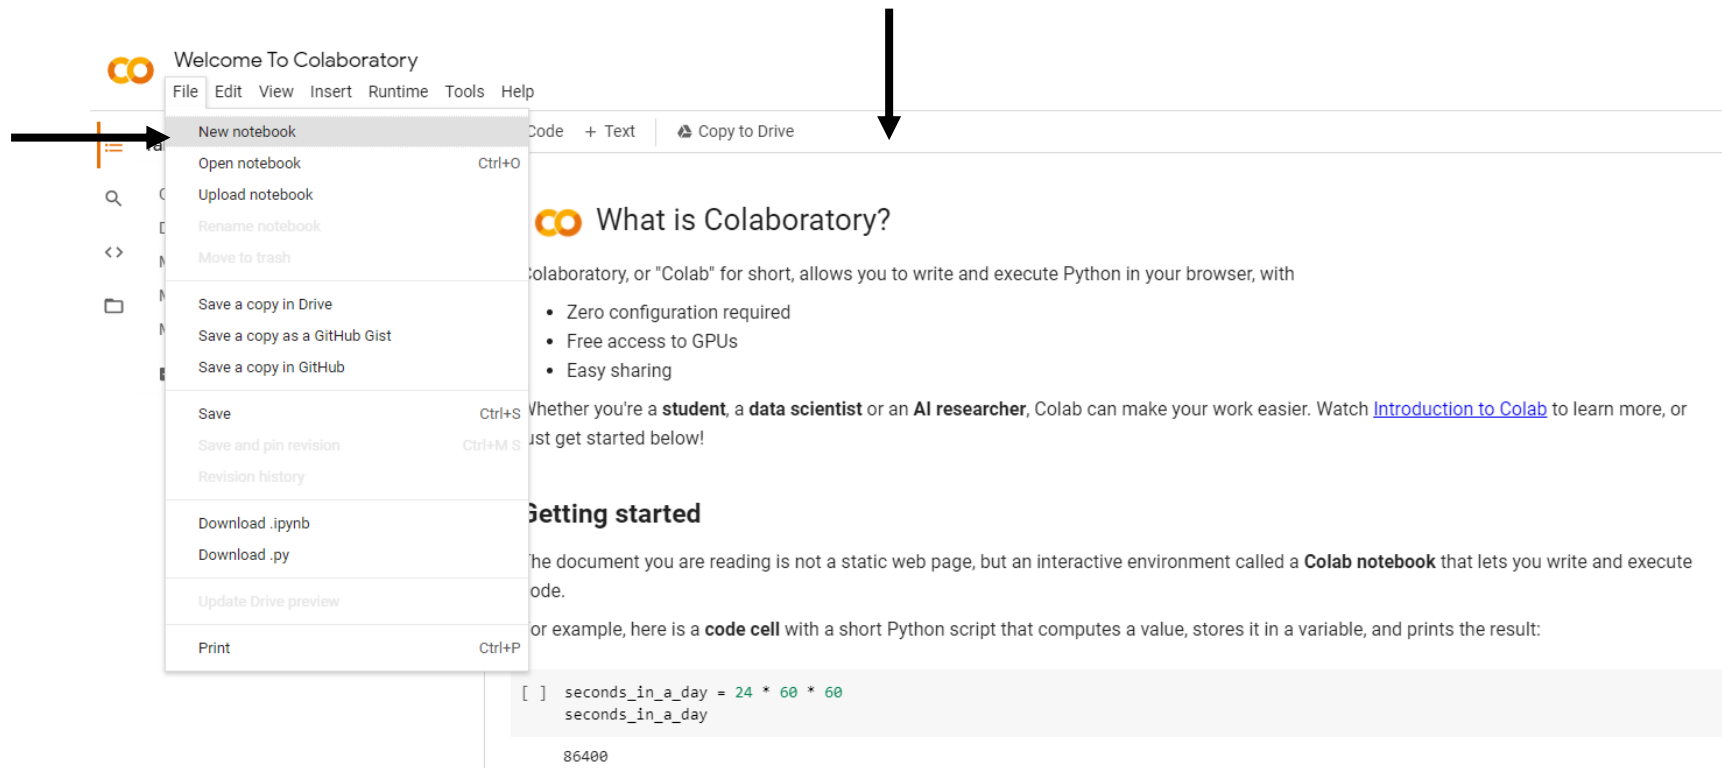 Welcome To Colaboratory
File Edit View Insert Runtime Tools Help
New notebook
Code + Text Copy to Drive
Open notebook Ctrl+O
Upload notebook
Rename notebook
Move to trash
Save a copy in Drive
Save a copy as a GitHub Gist
Save a copy in GitHub
Save Ctrl+S
Save and pin revision Ctrl+M S
Revision history
Download .ipynb
Download .py
Update Drive preview
Print Ctrl+P
What is Colaboratory?
olaboratory, or "Colab" for short, allows you to write and execute Python in your browser, with
• Zero configuration required
• Free access to GPUs
• Easy sharing
Whether you're a student, a data scientist or an AI researcher, Colab can make your work easier. Watch Introduction to Colab to learn more, or
ust get started below!
Getting started
The document you are reading is not a static web page, but an interactive environment called a Colab notebook that lets you write and execute
ode.
or example, here is a code cell with a short Python script that computes a value, stores it in a variable, and prints the result:
[ ] seconds_in_a_day = 24 * 60 * 60
seconds_in_a_day
86400